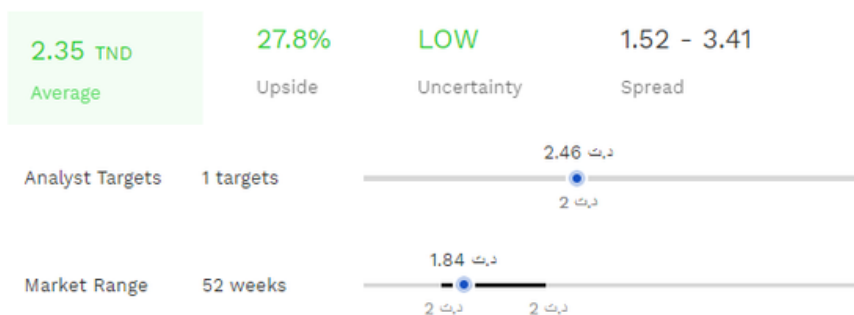 2.35 TND 27.8% LOW 1.52 - 3.41
Average Upside Uncertainty Spread
2.46 د.ت
Analyst Targets 1 targets
2 د.ت
1.84 د.ت
Market Range 52 weeks
2 د.ت 2 د.ت